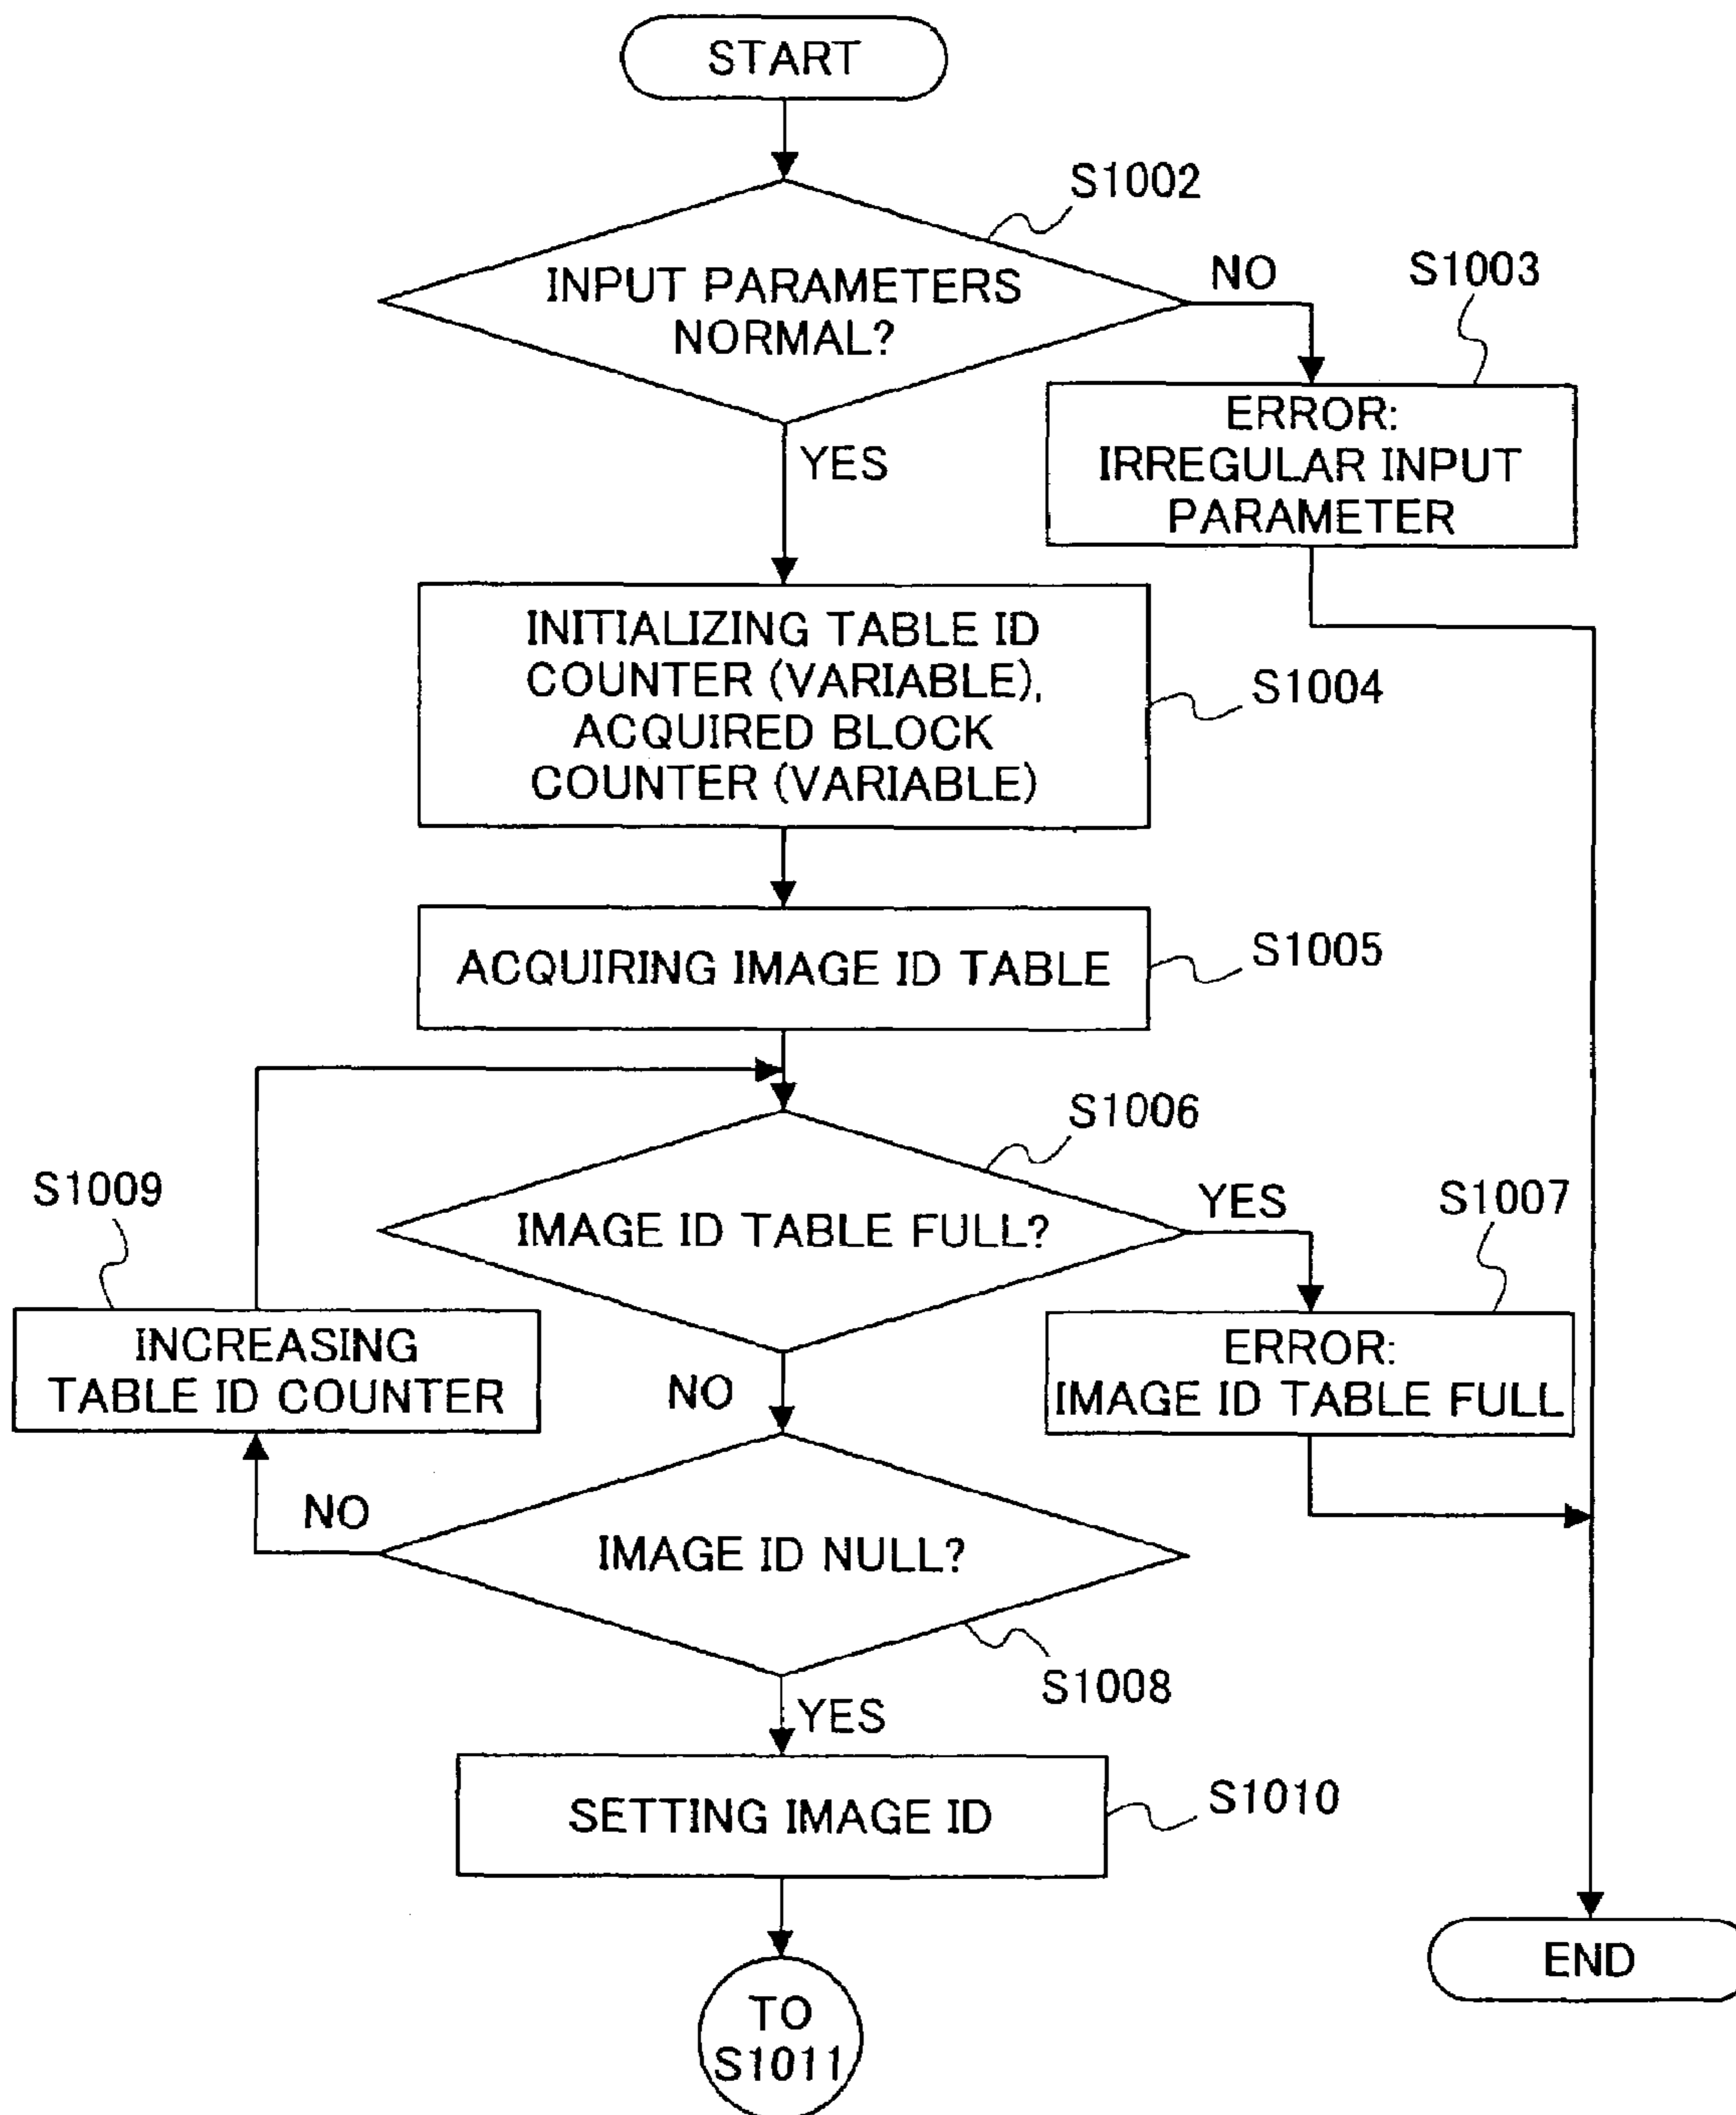 START
S1002
INPUT PARAMETERS
NORMAL?
NO
S1003
ERROR:
IRREGULAR INPUT
PARAMETER
YES
INITIALIZING TABLE ID
COUNTER (VARIABLE),
ACQUIRED BLOCK
COUNTER (VARIABLE)
S1004
ACQUIRING IMAGE ID TABLE
S1005
S1006
IMAGE ID TABLE FULL?
YES
S1007
ERROR:
IMAGE ID TABLE FULL
S1009
INCREASING
TABLE ID COUNTER
NO
NO
IMAGE ID NULL?
S1008
YES
SETTING IMAGE ID
S1010
TO
S1011
END